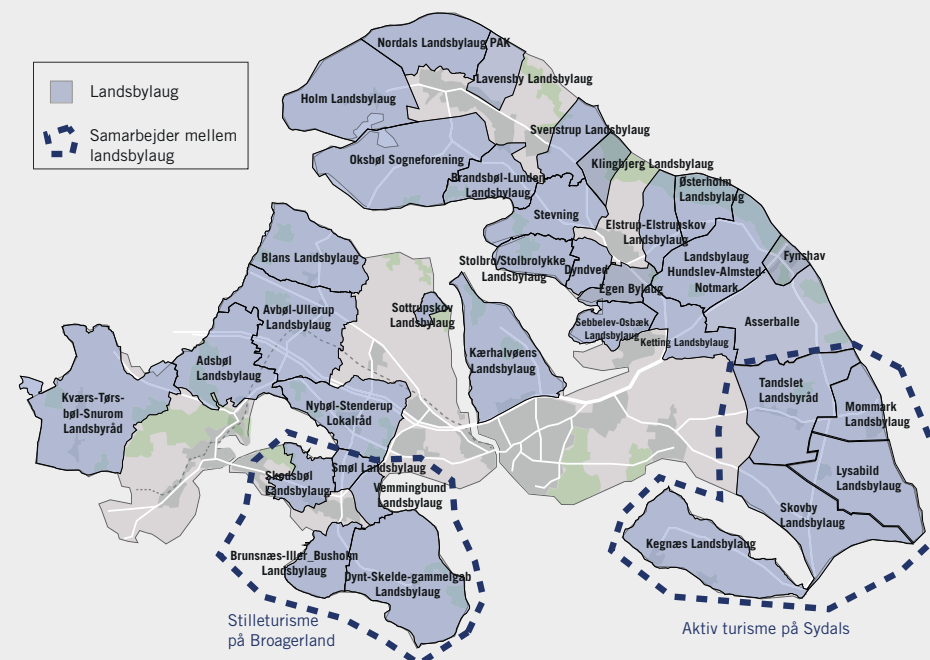 Landsbylaug
Samarbejder mellem
landsbylaug
Nordals Landsbylaug
PAK
Lavensby Landsbylaug
Holm Landsbylaug
Svenstrup Landsbylaug
Oksbøl Sogneforening
Klingbjerg Landsbylaug
Brandsbøl-Lunden
Landsbylaug
Østerholm
Landsbylaug
Stevning
Elstrup-Elstrupskov
Landsbylaug
Blans Landsbylaug
Stolbro/Stolbrolykke
Landsbylaug
Dyndved
Landsbylaug
Hundslev-Almsted
Notmark
Fynshav
Egen Bylaug
Sottrupskov
Landsbylaug
Avbøl-Ullerup
Landsbylaug
Sebbelev-Osbæk
Landsbylaug
Ketting Landsbylaug
Asserballe
Kærhalvøens
Landsbylaug
Adsbøl
Landsbylaug
Kværs-Tørs-
bøl-Snurom
Landsbyråd
Nybøl-Stenderup
Lokalråd
Tandslet
Landsbyråd
Mommark
Landsbylaug
Smøl Landsbylaug
Skodsbøl
Landsbylaug
Vemmingbund
Landsbylaug
Lysabild
Landsbylaug
Skovby
Landsbylaug
Kegnæs Landsbylaug
Brunsnæs-Iller_Busholm
Landsbylaug
Dynt-Skelde-gammelgab
Landsbylaug
Stilleturisme
på Broagerland
Aktiv turisme på Sydals